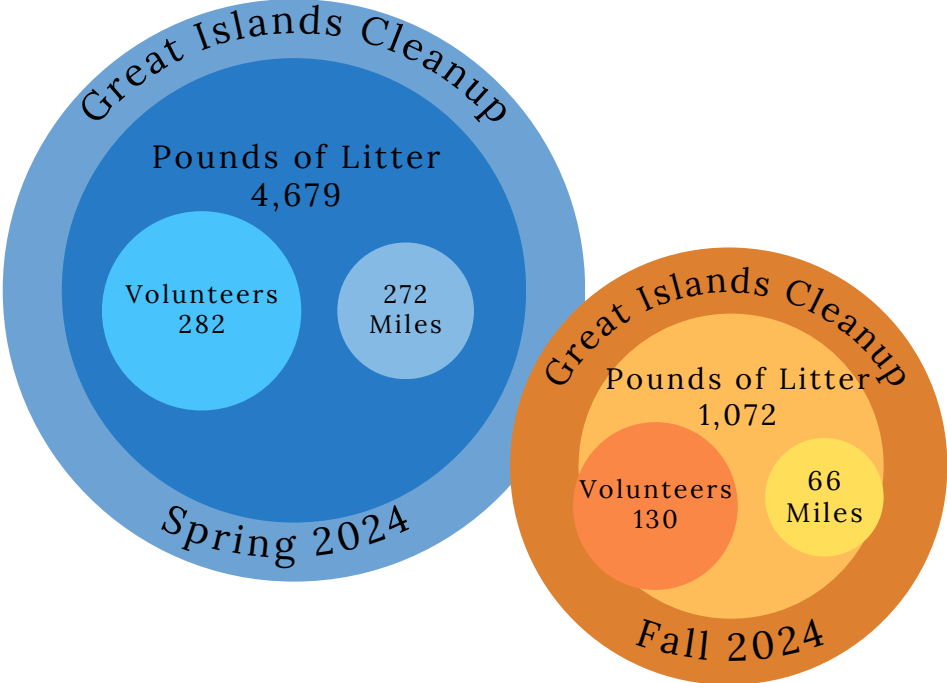 Great Islands Cleanup
Pounds of Litter
4,679
Volunteers
282
272
Miles
Spring 2024
Great Islands Cleanup
Pounds of Litter
1,072
Volunteers
130
66
Miles
Fall 2024